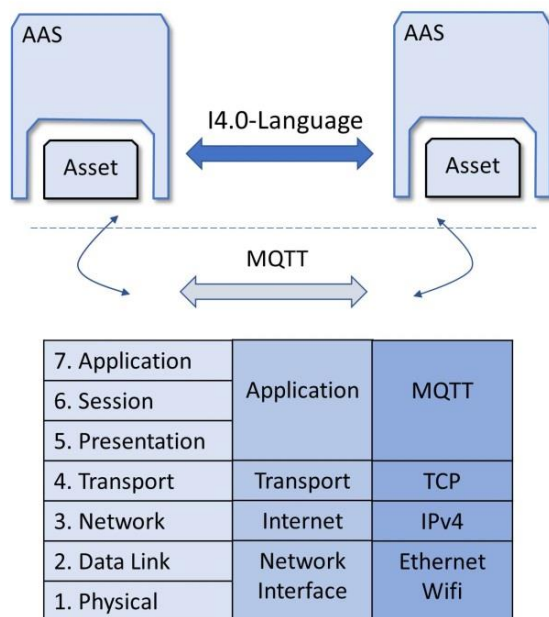 AAS
AAS
I4.0-Language
Asset
Asset
MQTT
7. Application
6. Session
5. Presentation
Application
MQTT
4. Transport
Transport
TCP
3. Network
Internet
IPv4
2. Data Link
1. Physical
Network
Interface
Ethernet
Wifi